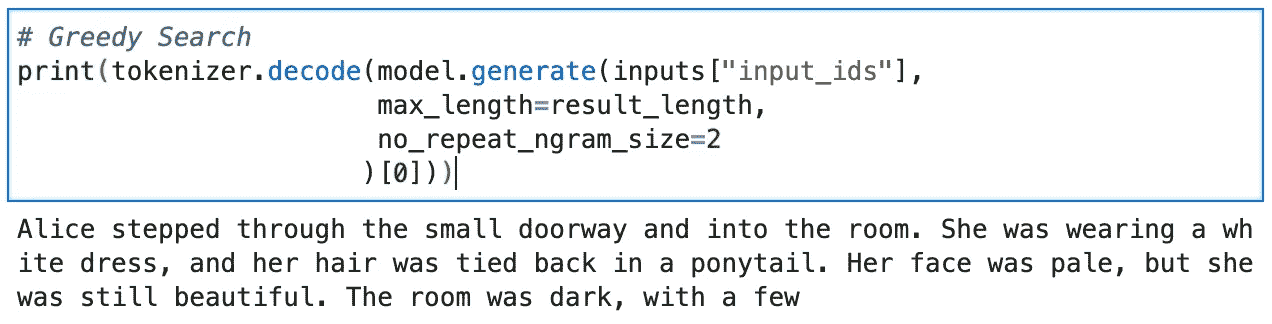 # Greedy Search
print(tokenizer.decode(model.generate(inputs["input_ids"],
                       max_length=result_length,
                       no_repeat_ngram_size=2
                      )[0]))
Alice stepped through the small doorway and into the room. She was wearing a wh
ite dress, and her hair was tied back in a ponytail. Her face was pale, but she
was still beautiful. The room was dark, with a few